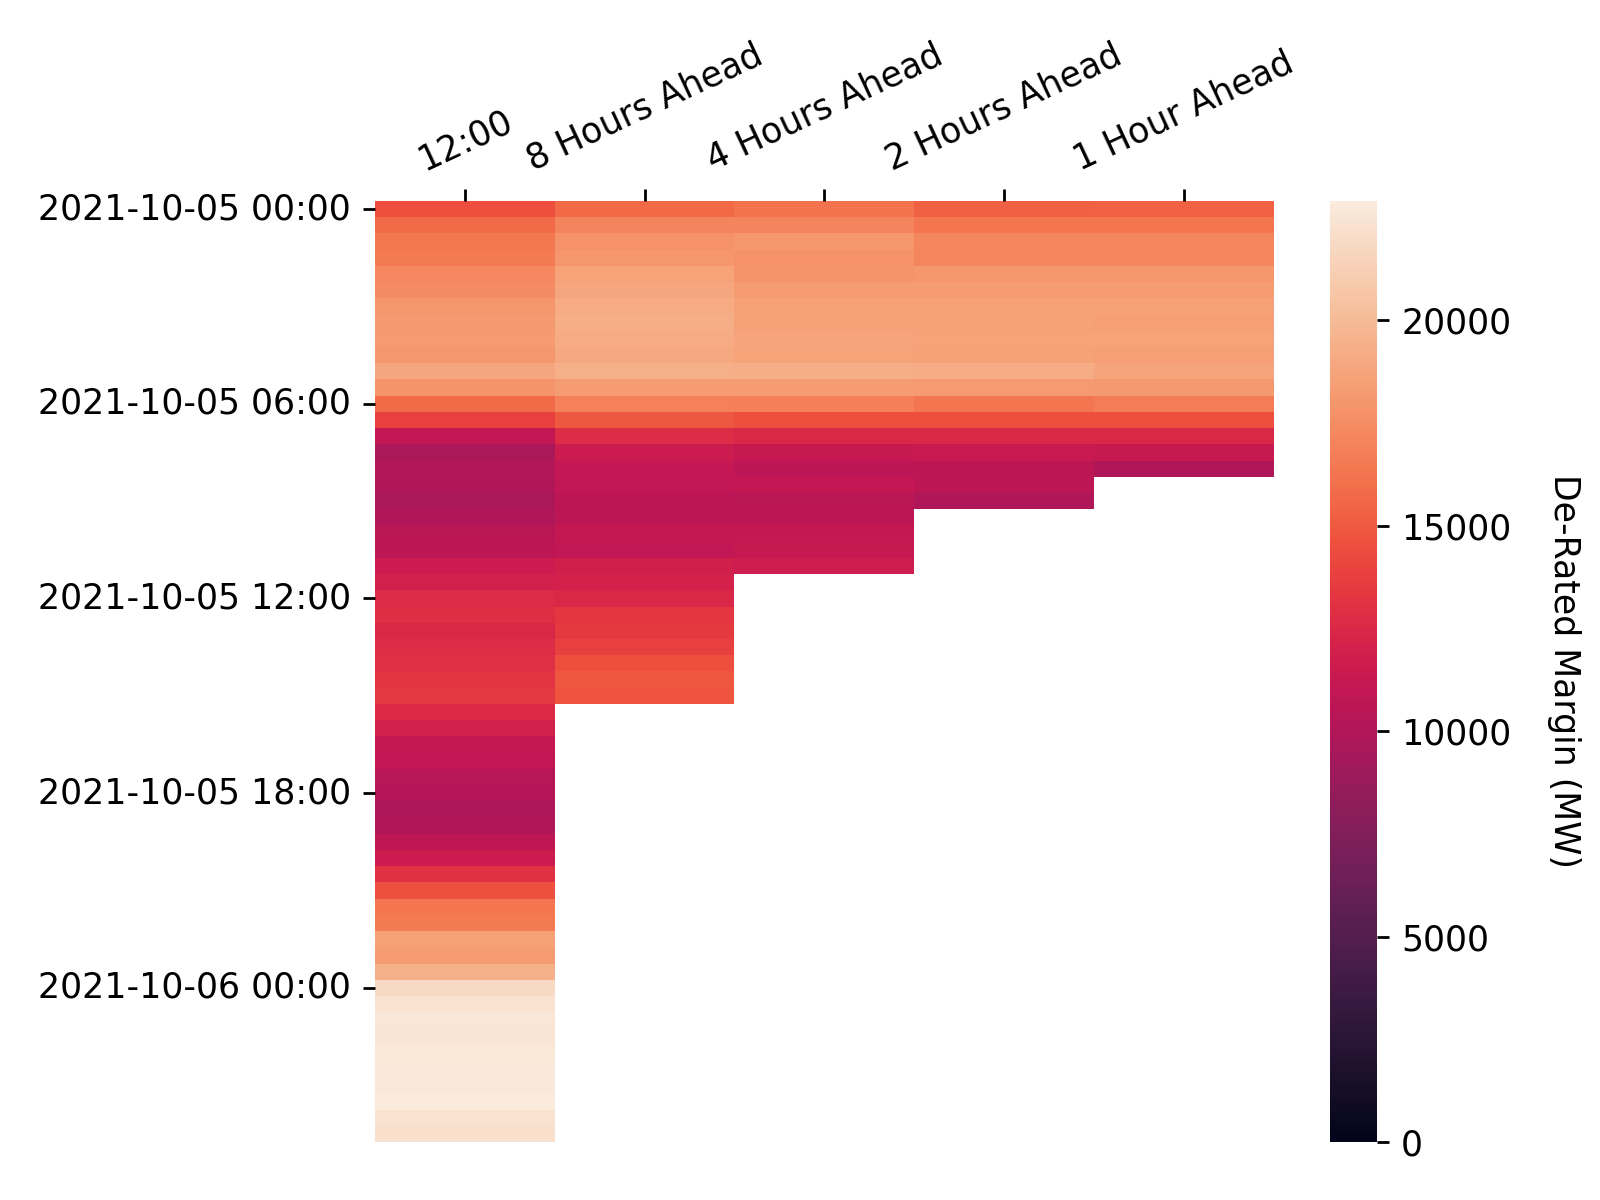 12:00
8 Hours Ahead
4 Hours Ahead
2 Hours Ahead
1 Hour Ahead
2021-10-05 00:00
2021-10-05 06:00
2021-10-05 12:00
2021-10-05 18:00
2021-10-06 00:00
20000
15000
10000
5000
0
De-Rated Margin (MW)